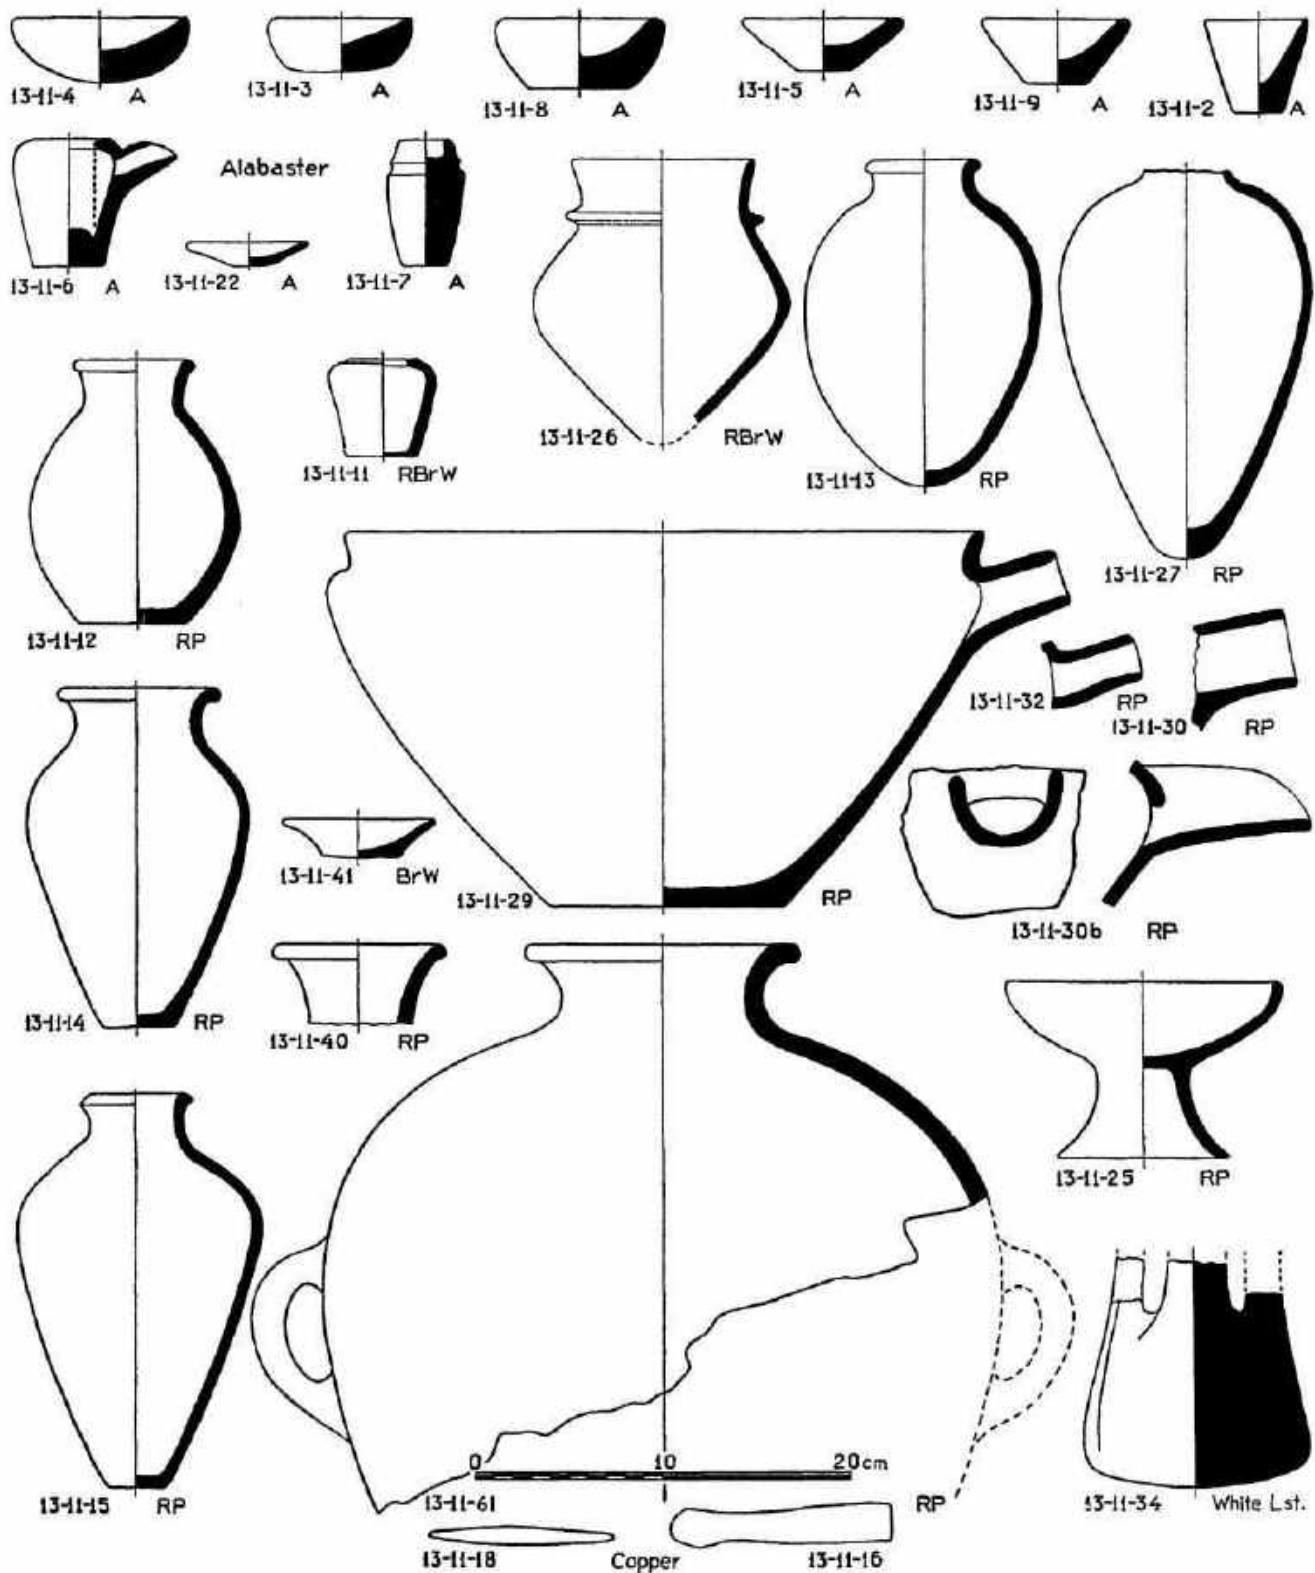 13-11-4 A
13-11-3 A
13-11-8 A
13-11-5 A
13-11-9 A
13-11-2 A
Alabaster
13-11-6 A
13-11-22 A
13-11-7 A
13-11-26 RBrW
13-11-13 RP
13-11-27 RP
13-11-12 RP
13-11-11 RBrW
13-11-32 RP
13-11-30 RP
13-11-14 RP
13-11-41 BrW
13-11-29 RP
13-11-30b RP
13-11-40 RP
13-11-25 RP
13-11-15 RP
0 10 20 cm
13-11-61 RP
13-11-34 White Lst.
13-11-18 Copper 13-11-16